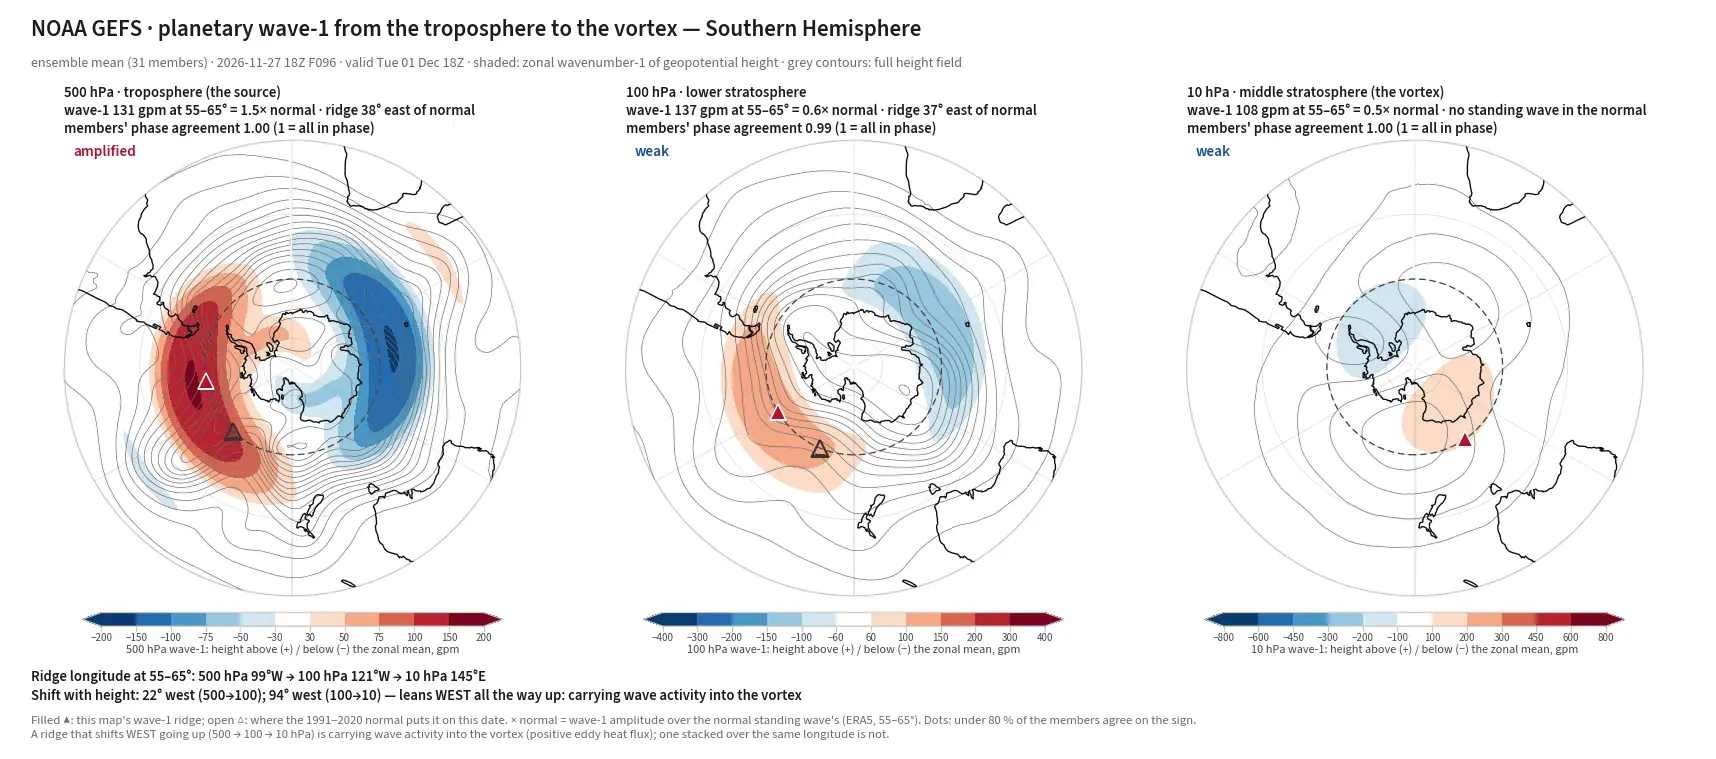 NOAA GEFS · planetary wave-1 from the troposphere to the vortex — Southern Hemisphere
ensemble mean (31 members) · 2026-11-27 18Z F096 · valid Tue 01 Dec 18Z · shaded: zonal wavenumber-1 of geopotential height · grey contours: full height field
500 hPa · troposphere (the source)
wave-1 131 gpm at 55–65° = 1.5× normal · ridge 38° east of normal
members' phase agreement 1.00 (1 = all in phase)
amplified
100 hPa · lower stratosphere
wave-1 137 gpm at 55–65° = 0.6× normal · ridge 37° east of normal
members' phase agreement 0.99 (1 = all in phase)
weak
10 hPa · middle stratosphere (the vortex)
wave-1 108 gpm at 55–65° = 0.5× normal · no standing wave in the normal
members' phase agreement 1.00 (1 = all in phase)
weak
−200 −150 −100 −75 −50 −30 30 50 75 100 150 200
500 hPa wave-1: height above (+) / below (−) the zonal mean, gpm
−400 −300 −200 −150 −100 −60 60 100 150 200 300 400
100 hPa wave-1: height above (+) / below (−) the zonal mean, gpm
−800 −600 −450 −300 −200 −100 100 200 300 450 600 800
10 hPa wave-1: height above (+) / below (−) the zonal mean, gpm
Ridge longitude at 55–65°: 500 hPa 99°W → 100 hPa 121°W → 10 hPa 145°E
Shift with height: 22° west (500→100); 94° west (100→10) — leans WEST all the way up: carrying wave activity into the vortex
Filled ▲: this map's wave-1 ridge; open △: where the 1991–2020 normal puts it on this date. × normal = wave-1 amplitude over the normal standing wave's (ERA5, 55–65°). Dots: under 80 % of the members agree on the sign.
A ridge that shifts WEST going up (500 → 100 → 10 hPa) is carrying wave activity into the vortex (positive eddy heat flux); one stacked over the same longitude is not.